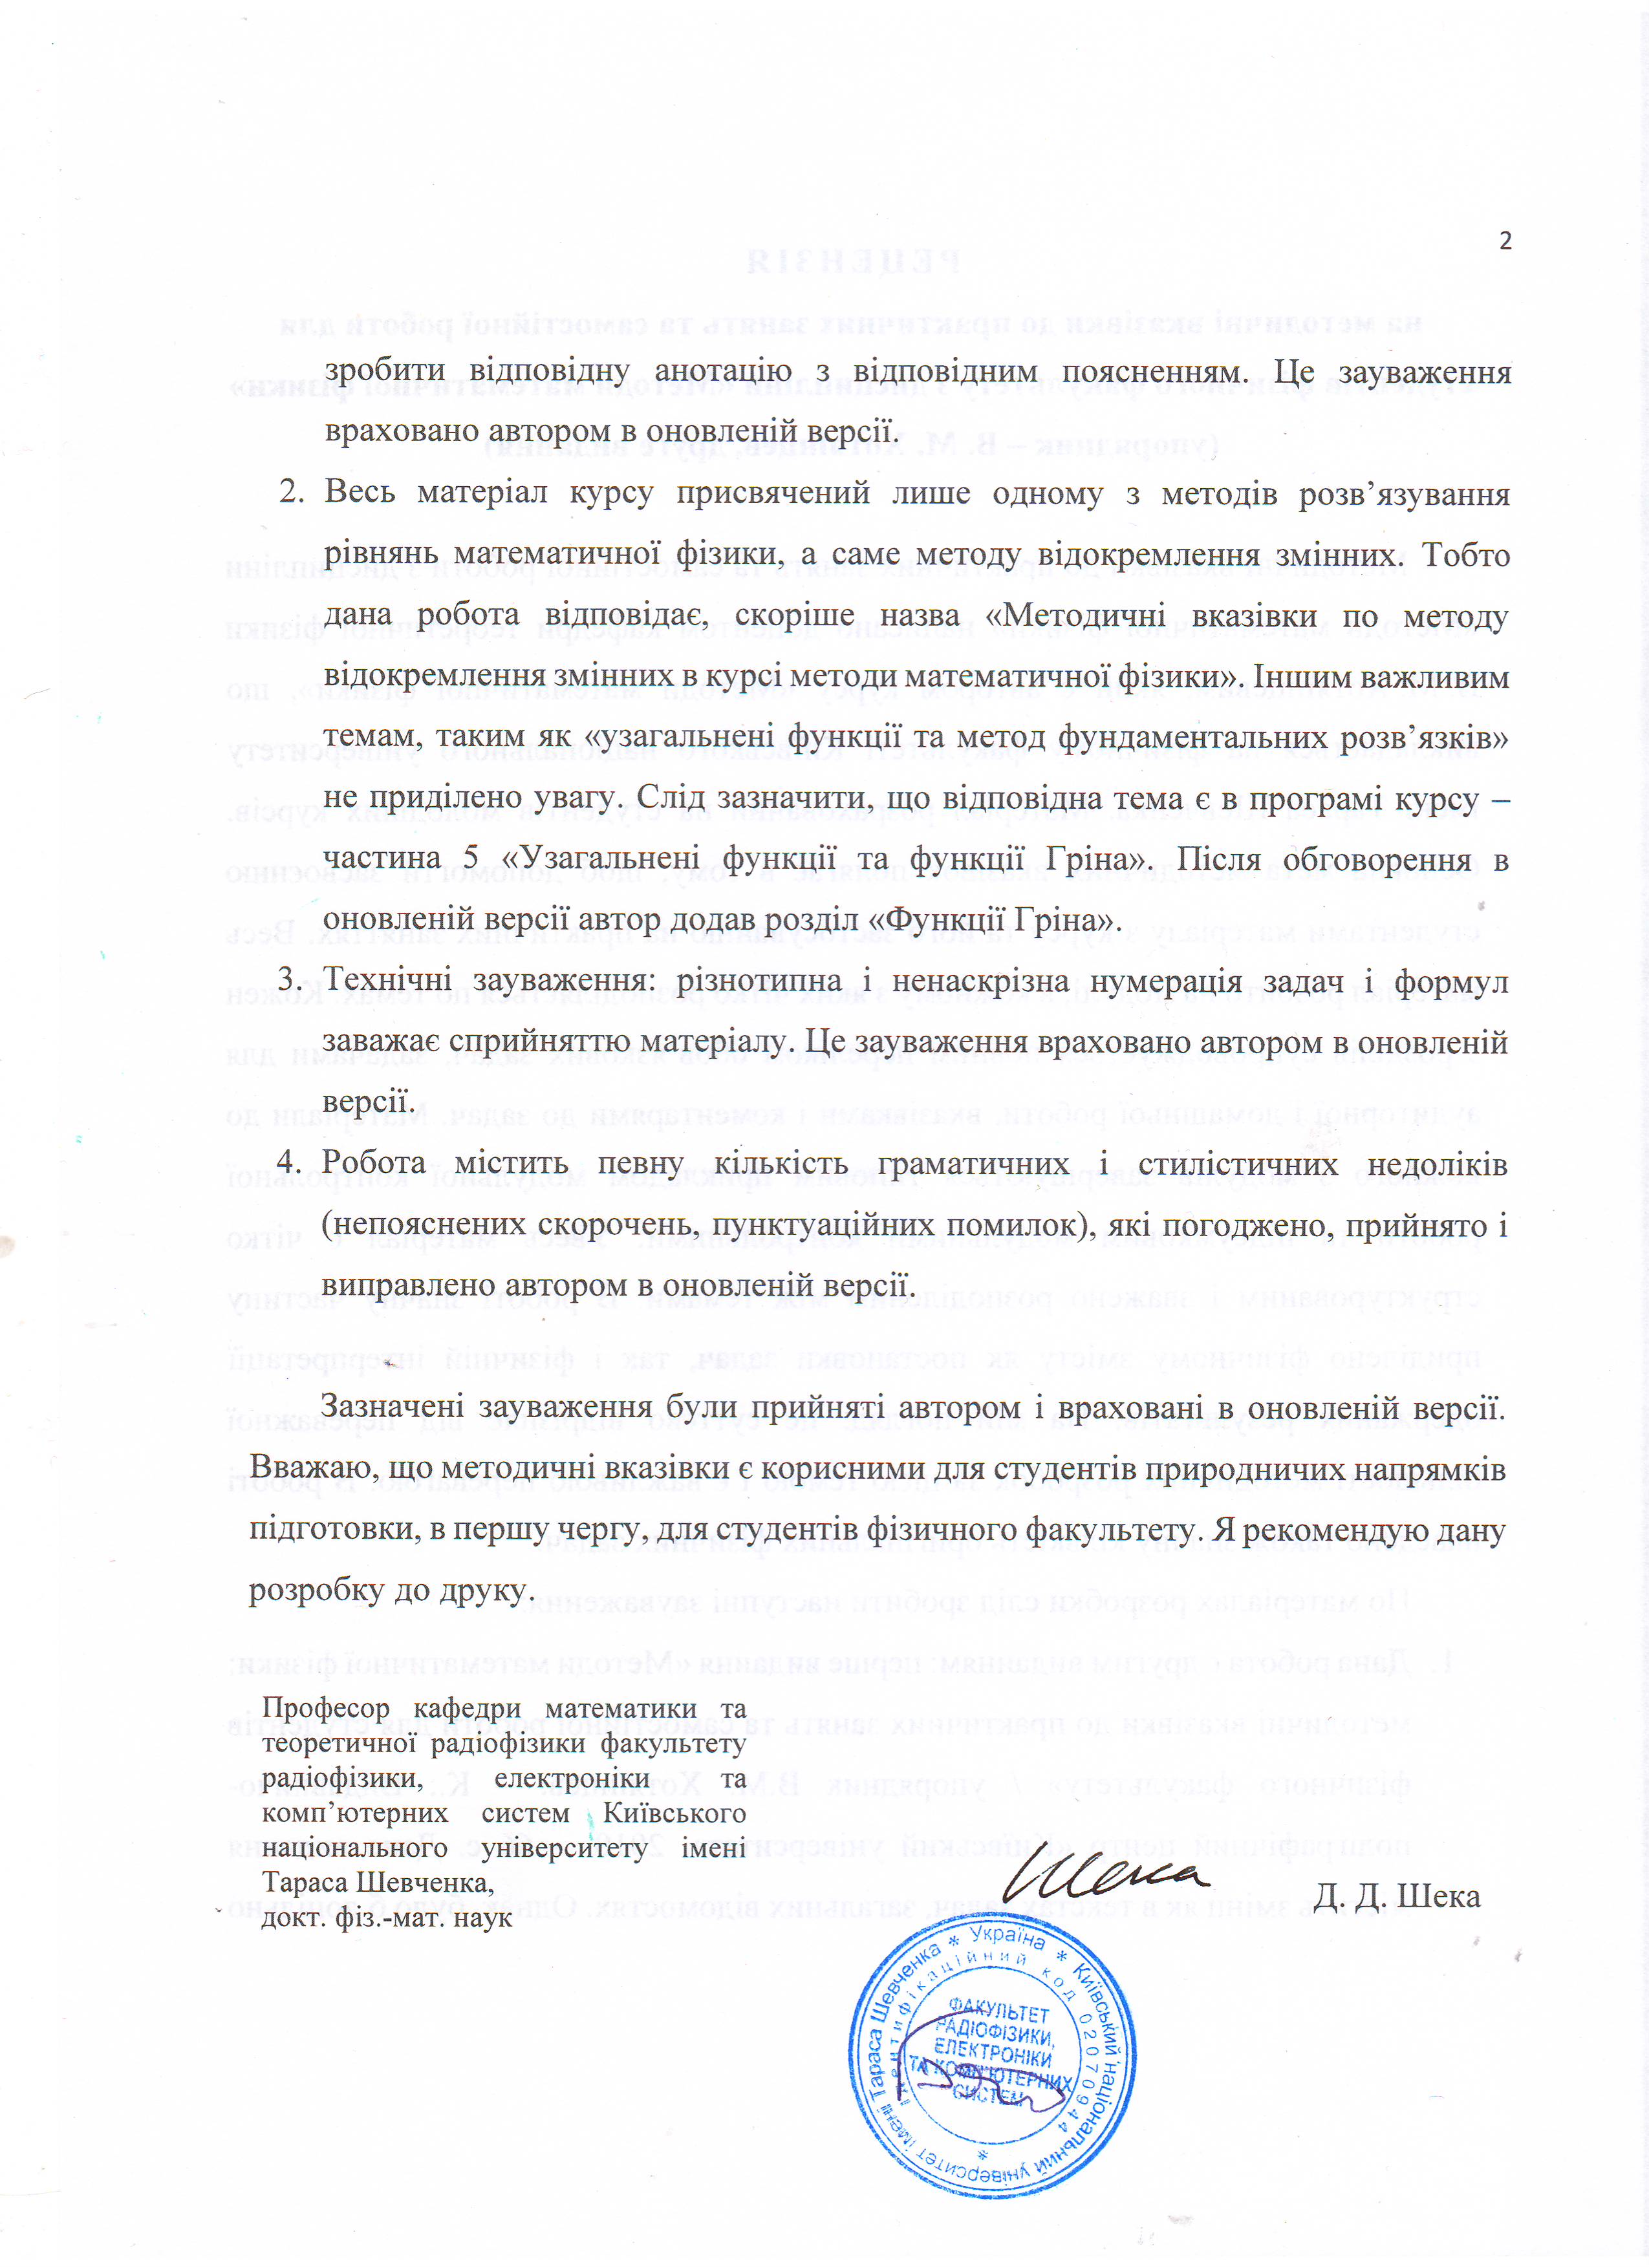 2
зробити відповідну анотацію з відповідним поясненням. Це зауваження
враховано автором в оновленій версії.
2. Весь матеріал курсу присвячений лише одному з методів розв’язування
рівнянь математичної фізики, а саме методу відокремлення змінних. Тобто
дана робота відповідає, скоріше назва «Методичні вказівки по методу
відокремлення змінних в курсі методи математичної фізики». Іншим важливим
темам, таким як «узагальнені функції та метод фундаментальних розв’язків»
не приділено увагу. Слід зазначити, що відповідна тема є в програмі курсу –
частина 5 «Узагальнені функції та функції Гріна». Після обговорення в
оновленій версії автор додав розділ «Функції Гріна».
3. Технічні зауваження: різнотипна і ненаскрізна нумерація задач і формул
заважає сприйняттю матеріалу. Це зауваження враховано автором в оновленій
версії.
4. Робота містить певну кількість граматичних і стилістичних недоліків
(непояснених скорочень, пунктуаційних помилок), які погоджено, прийнято і
виправлено автором в оновленій версії.
Зазначені зауваження були прийняті автором і враховані в оновленій версії.
Вважаю, що методичні вказівки є корисними для студентів природничих напрямків
підготовки, в першу чергу, для студентів фізичного факультету. Я рекомендую дану
розробку до друку.
Професор кафедри математики та
теоретичної радіофізики факультету
радіофізики, електроніки та
комп’ютерних систем Київського
національного університету імені
Тараса Шевченка,
докт. фіз.-мат. наук
Шека
Д. Д. Шека
Україна * Київський національний університет імені Тараса Шевченка *
Ідентифікаційний код 02070944
*
ФАКУЛЬТЕТ
РАДІОФІЗИКИ,
ЕЛЕКТРОНІКИ
ТА КОМП'ЮТЕРНИХ
СИСТЕМ